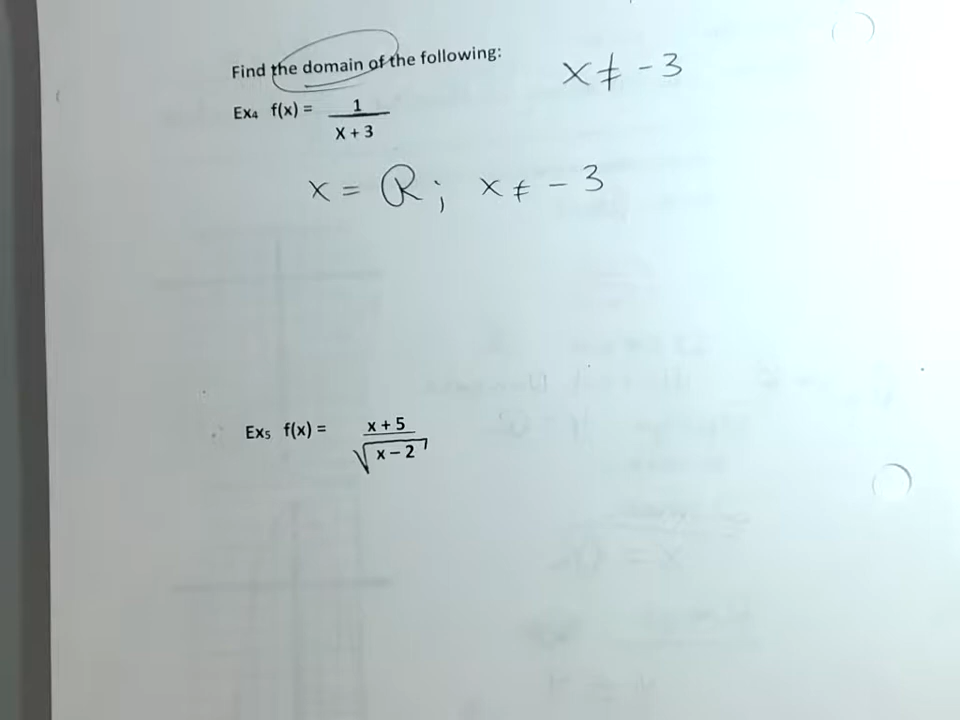 Find the domain of the following:
x ≠ -3
Ex4 f(x) = 1 / x + 3
x = ℝ; x ≠ -3
Ex5 f(x) = x + 5 / √x – 2